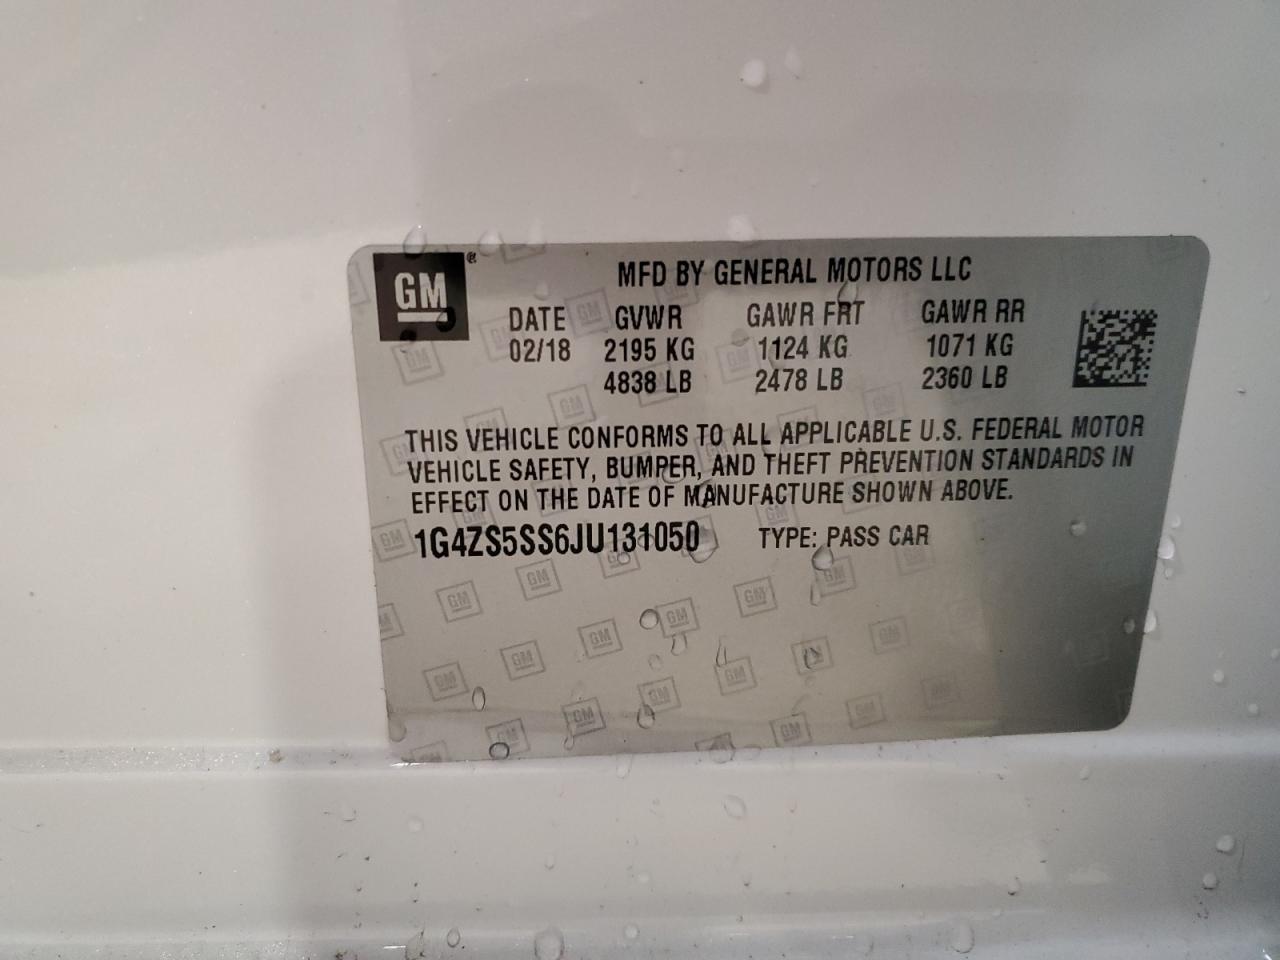 GM®
MFD BY GENERAL MOTORS LLC
DATE GVWR GAWR FRT GAWR RR
02/18 2195 KG 1124 KG 1071 KG
4838 LB 2478 LB 2360 LB
THIS VEHICLE CONFORMS TO ALL APPLICABLE U.S. FEDERAL MOTOR
VEHICLE SAFETY, BUMPER, AND THEFT PREVENTION STANDARDS IN
EFFECT ON THE DATE OF MANUFACTURE SHOWN ABOVE.
1G4ZS5SS6JU131050 TYPE: PASS CAR